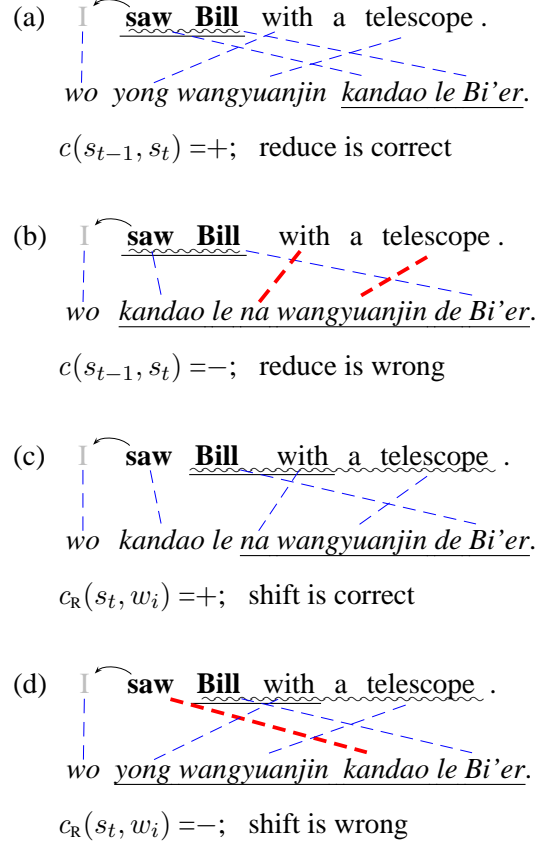 (a) I saw Bill with a telescope .
wo yong wangyuanjin kandao le Bi'er.
c(s_{t−1}, s_t) =+; reduce is correct
(b) I saw Bill with a telescope .
wo kandao le na wangyuanjin de Bi'er.
c(s_{t−1}, s_t) =−; reduce is wrong
(c) I saw Bill with a telescope .
wo kandao le na wangyuanjin de Bi'er.
c_R(s_t, w_i) =+; shift is correct
(d) I saw Bill with a telescope .
wo yong wangyuanjin kandao le Bi'er.
c_R(s_t, w_i) =−; shift is wrong